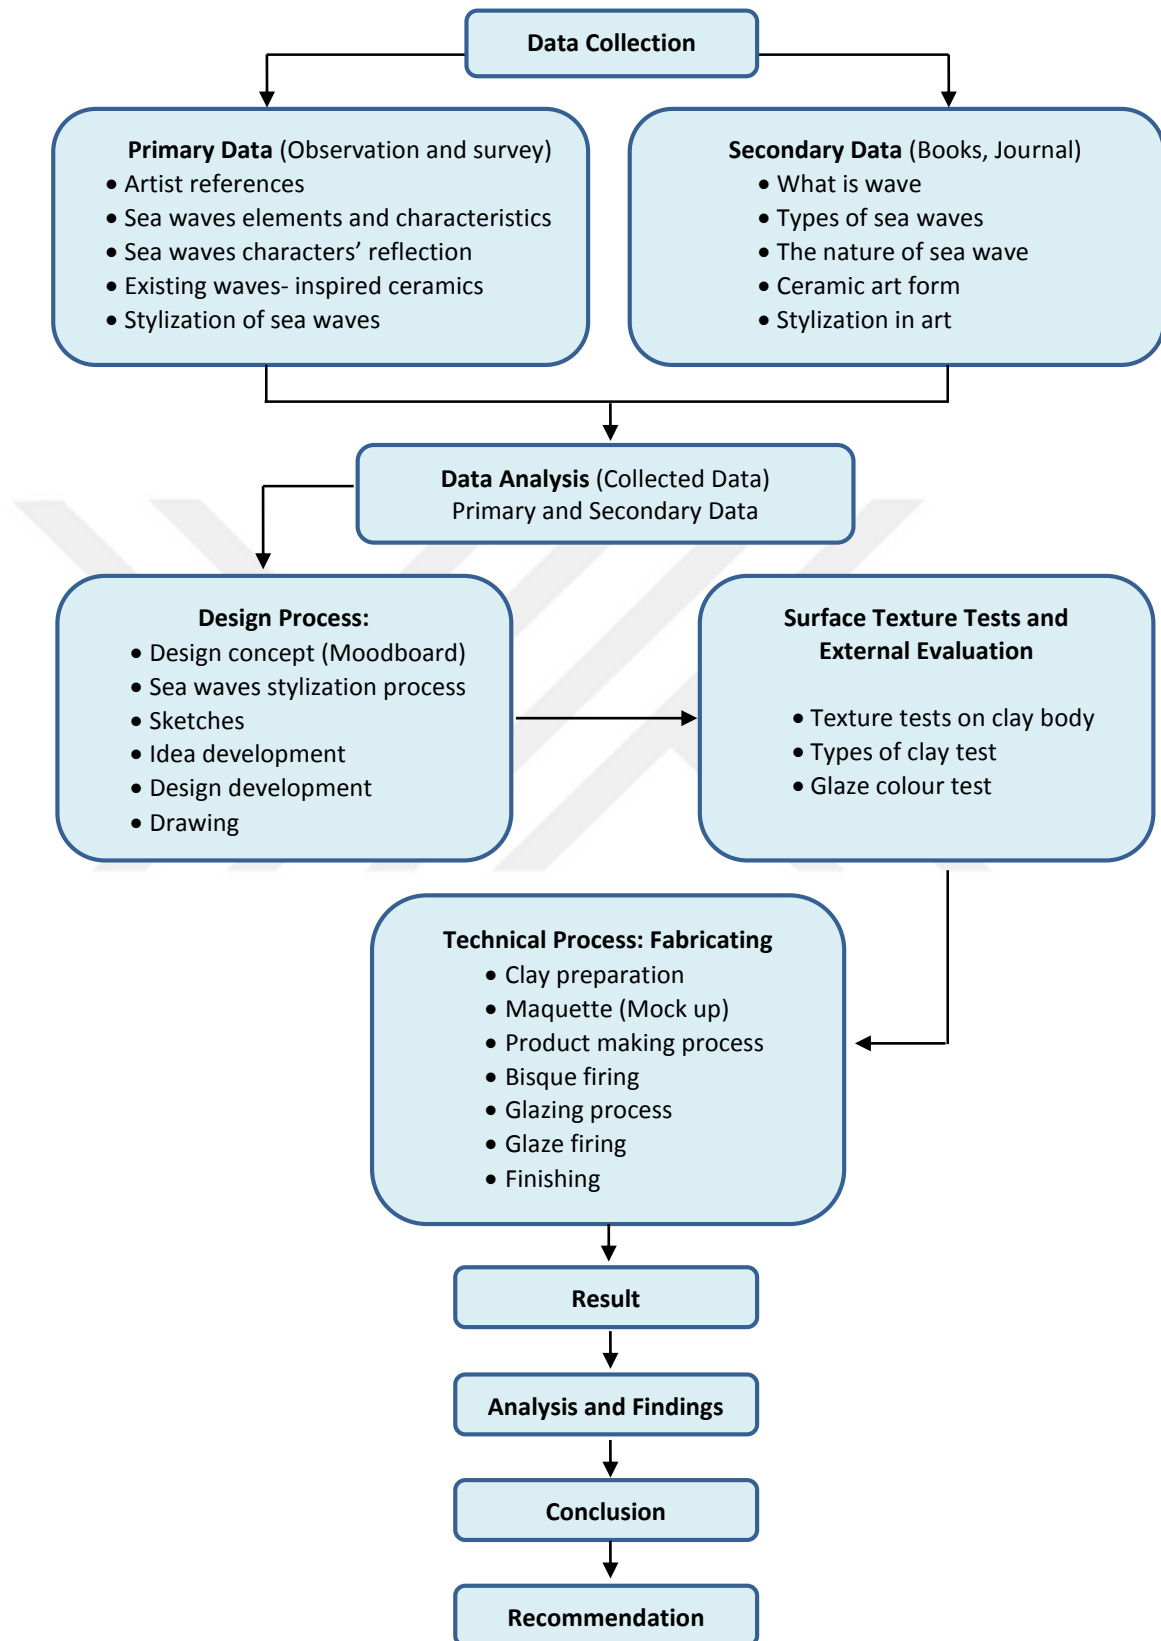 Data Collection
Primary Data (Observation and survey)
• Artist references
• Sea waves elements and characteristics
• Sea waves characters’ reflection
• Existing waves- inspired ceramics
• Stylization of sea waves
Secondary Data (Books, Journal)
• What is wave
• Types of sea waves
• The nature of sea wave
• Ceramic art form
• Stylization in art
Data Analysis (Collected Data)
Primary and Secondary Data
Design Process:
• Design concept (Moodboard)
• Sea waves stylization process
• Sketches
• Idea development
• Design development
• Drawing
Surface Texture Tests and
External Evaluation
• Texture tests on clay body
• Types of clay test
• Glaze colour test
Technical Process: Fabricating
• Clay preparation
• Maquette (Mock up)
• Product making process
• Bisque firing
• Glazing process
• Glaze firing
• Finishing
Result
Analysis and Findings
Conclusion
Recommendation